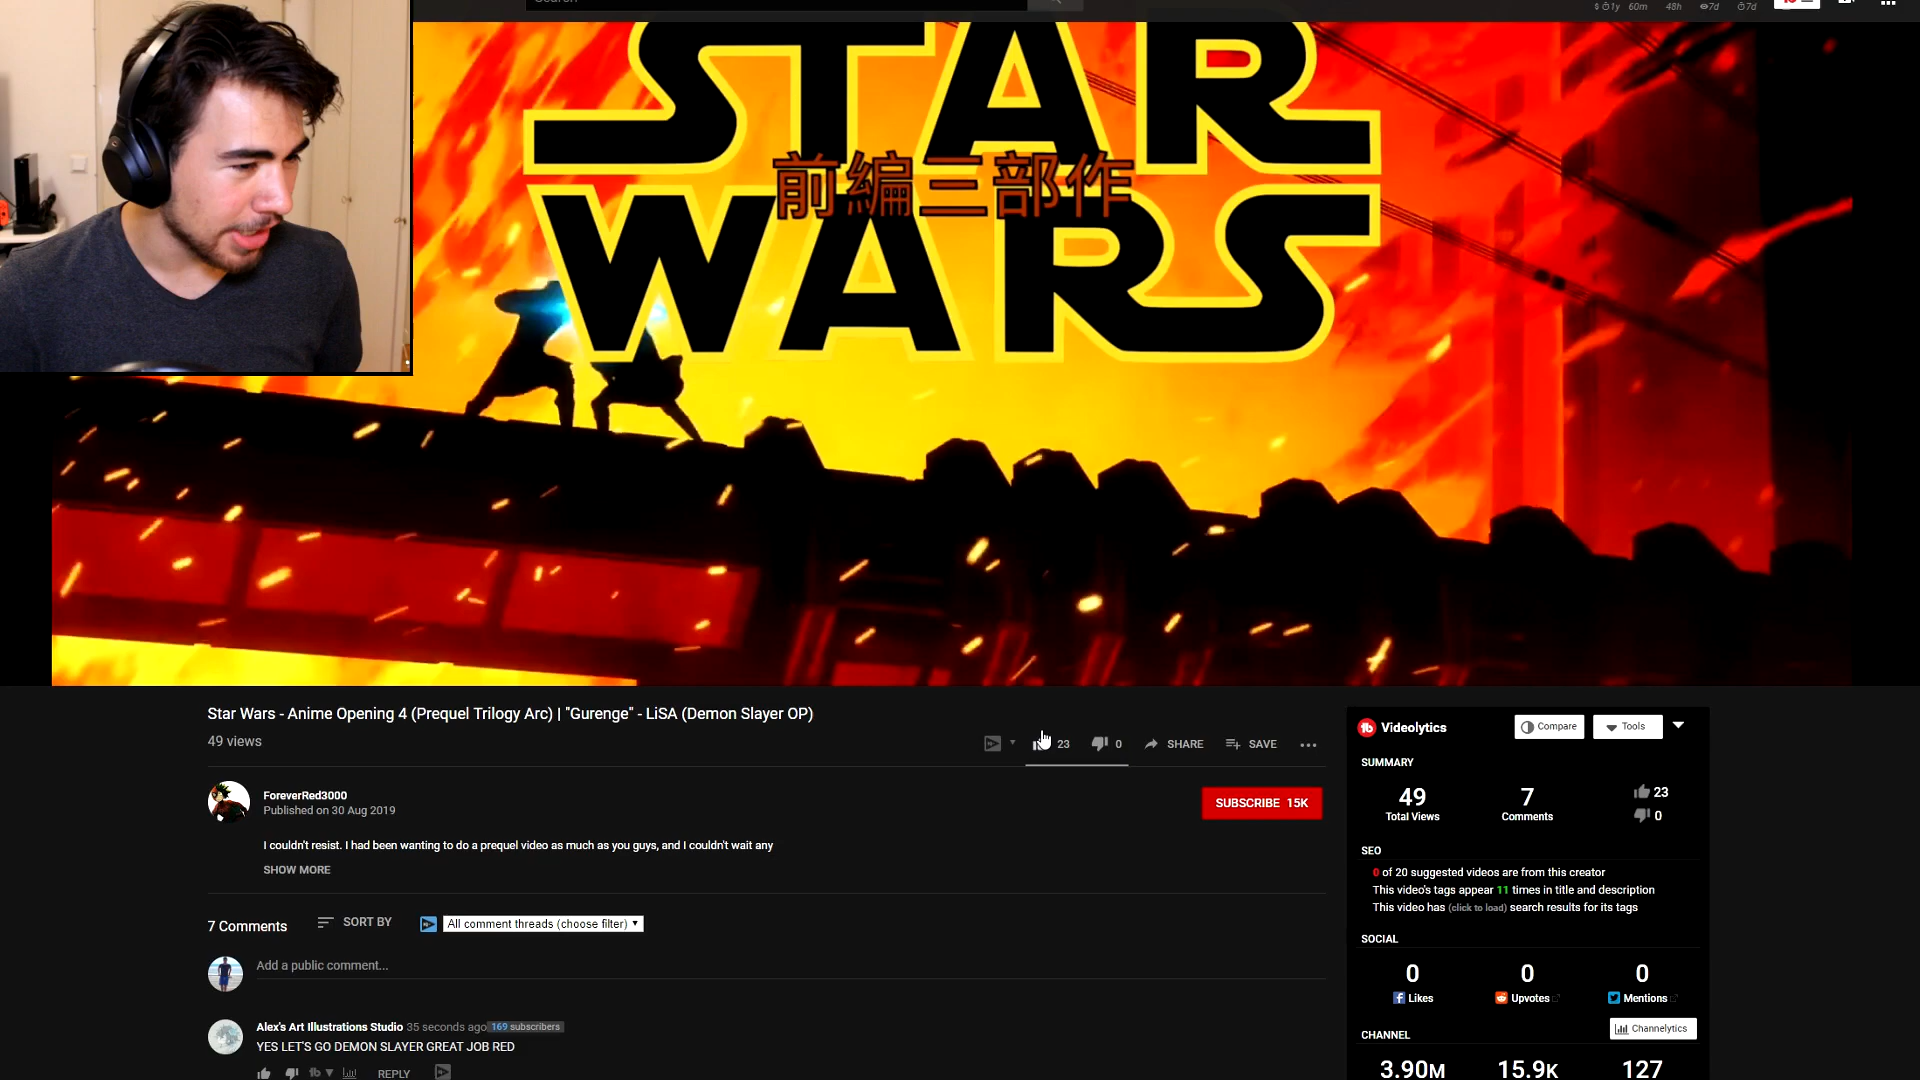 $ 1y 60m 48h 7d 7d
STAR
前編三部作
WARS
Star Wars - Anime Opening 4 (Prequel Trilogy Arc) | "Gurenge" - LiSA (Demon Slayer OP)
49 views
23 0 SHARE SAVE
ForeverRed3000
Published on 30 Aug 2019
SUBSCRIBE 15K
I couldn't resist. I had been wanting to do a prequel video as much as you guys, and I couldn't wait any
SHOW MORE
7 Comments SORT BY All comment threads (choose filter)
Add a public comment...
Alex's Art Illustrations Studio 35 seconds ago 169 subscribers
YES LET'S GO DEMON SLAYER GREAT JOB RED
REPLY
Videolytics Compare Tools
SUMMARY
49 7 23
Total Views Comments 0
SEO
0 of 20 suggested videos are from this creator
This video's tags appear 11 times in title and description
This video has (click to load) search results for its tags
SOCIAL
0 0 0
Likes Upvotes Mentions
CHANNEL Channelytics
3.90M 15.9K 127